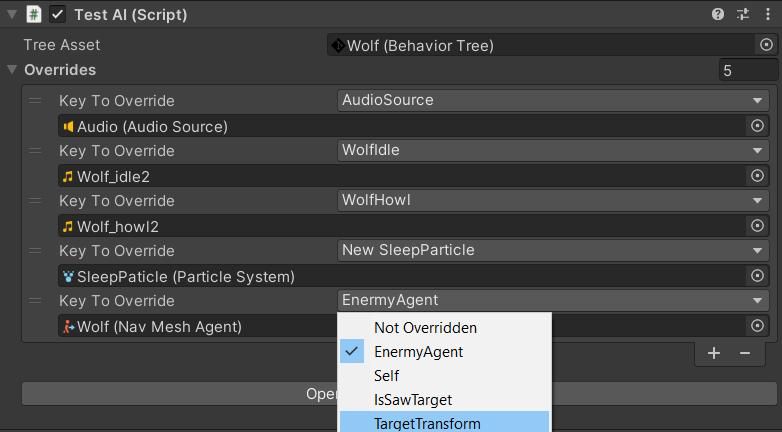 Test AI (Script)
Tree Asset Wolf (Behavior Tree)
Overrides 5
Key To Override AudioSource
Audio (Audio Source)
Key To Override WolfIdle
Wolf_idle2
Key To Override WolfHowl
Wolf_howl2
Key To Override New SleepParticle
SleepPaticle (Particle System)
Key To Override EnermyAgent
Wolf (Nav Mesh Agent)
Not Overridden
EnermyAgent
Self
Open
IsSawTarget
TargetTransform